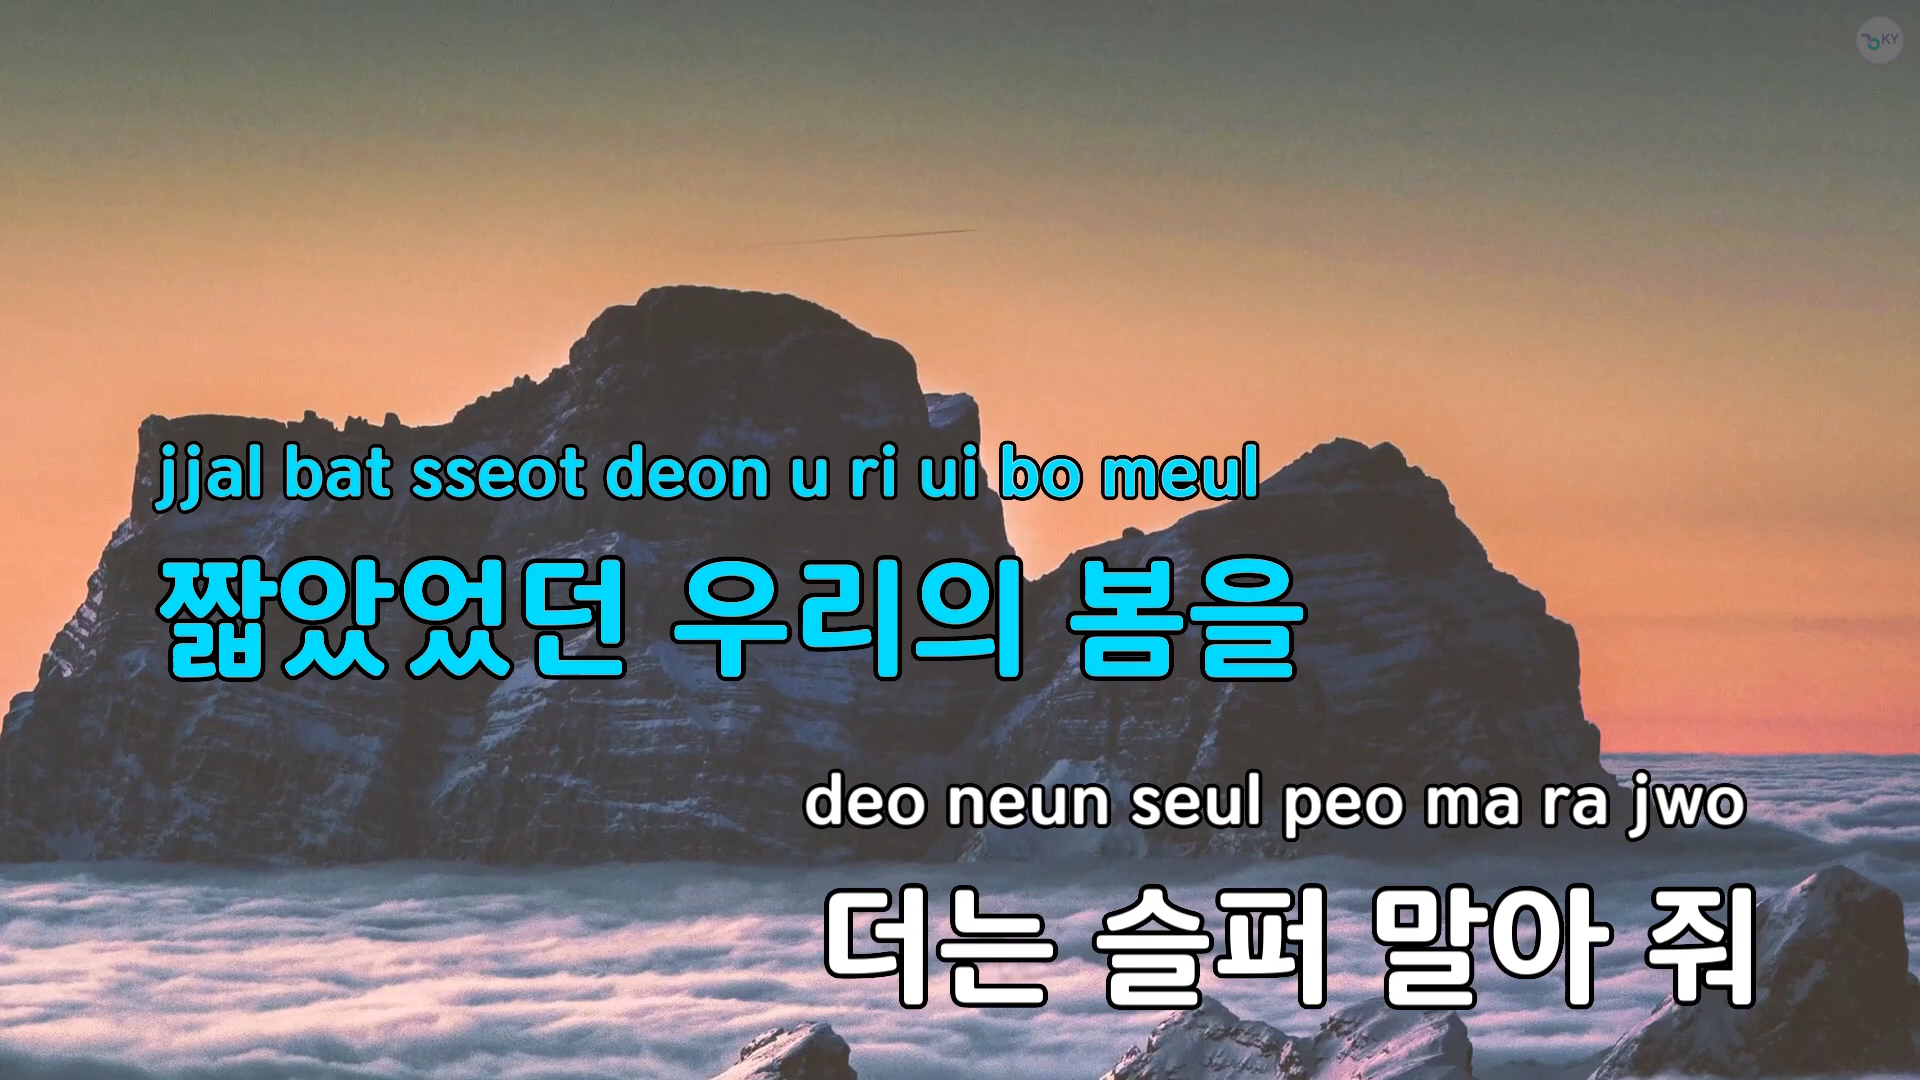 KY
jjal bat sseot deon u ri ui bo meul
짧았었던 우리의 봄을
deo neun seul peo ma ra jwo
더는 슬퍼 말아 줘